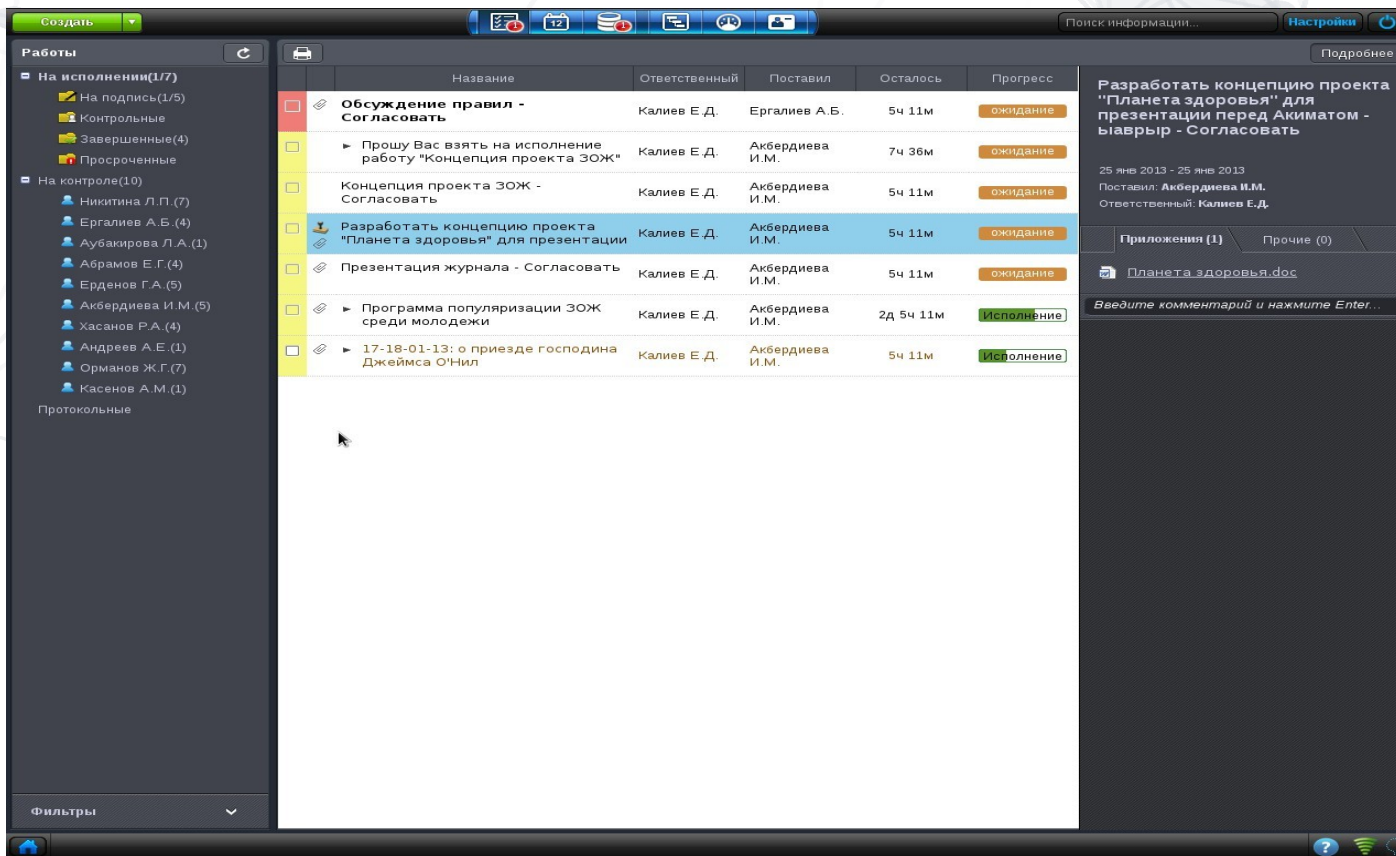 Создать
12
Поиск информации...
Настройки
Работы
Подробнее
На исполнении(1/7)
На подпись(1/5)
Контрольные
Завершенные(4)
Просроченные
На контроле(10)
Никитина Л.П.(7)
Ергалиев А.Б.(4)
Аубакирова Л.А.(1)
Абрамов Е.Г.(4)
Ерденов Г.А.(5)
Акбердиева И.М.(5)
Хасанов Р.А.(4)
Андреев А.Е.(1)
Орманов Ж.Г.(7)
Касенов А.М.(1)
Протокольные
Фильтры
Название Ответственный Поставил Осталось Прогресс
Обсуждение правил -
Согласовать
Калиев Е.Д. Ергалиев А.Б. 5ч 11м ожидание
Прошу Вас взять на исполнение
работу "Концепция проекта ЗОЖ"
Калиев Е.Д. Акбердиева
И.М.
7ч 36м ожидание
Концепция проекта ЗОЖ -
Согласовать
Калиев Е.Д. Акбердиева
И.М.
5ч 11м ожидание
Разработать концепцию проекта
"Планета здоровья" для презентации
Калиев Е.Д. Акбердиева
И.М.
5ч 11м ожидание
Презентация журнала - Согласовать
Калиев Е.Д. Акбердиева
И.М.
5ч 11м ожидание
Программа популяризации ЗОЖ
среди молодежи
Калиев Е.Д. Акбердиева
И.М.
2д 5ч 11м Исполнение
17-18-01-13: о приезде господина
Джеймса О'Нил
Калиев Е.Д. Акбердиева
И.М.
5ч 11м Исполнение
Разработать концепцию проекта
"Планета здоровья" для
презентации перед Акиматом -
ыаврыр - Согласовать
25 янв 2013 - 25 янв 2013
Поставил: Акбердиева И.М.
Ответственный: Калиев Е.Д.
Приложения (1) Прочие (0)
Планета здоровья.doc
Введите комментарий и нажмите Enter...